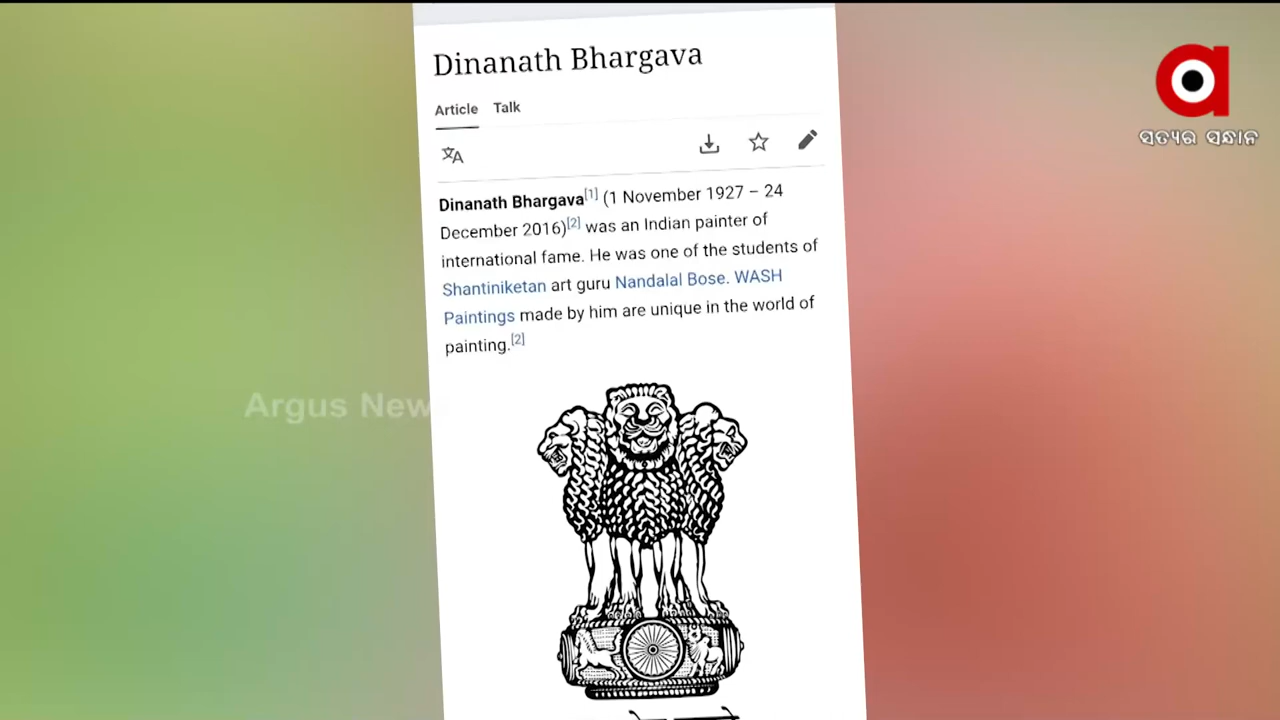 Dinanath Bhargava
ସତ୍ୟର ସନ୍ଧାନ
Article Talk
Dinanath Bhargava[1] (1 November 1927 – 24
December 2016)[2] was an Indian painter of
international fame. He was one of the students of
Shantiniketan art guru Nandalal Bose. WASH
Paintings made by him are unique in the world of
painting.[2]
Argus New